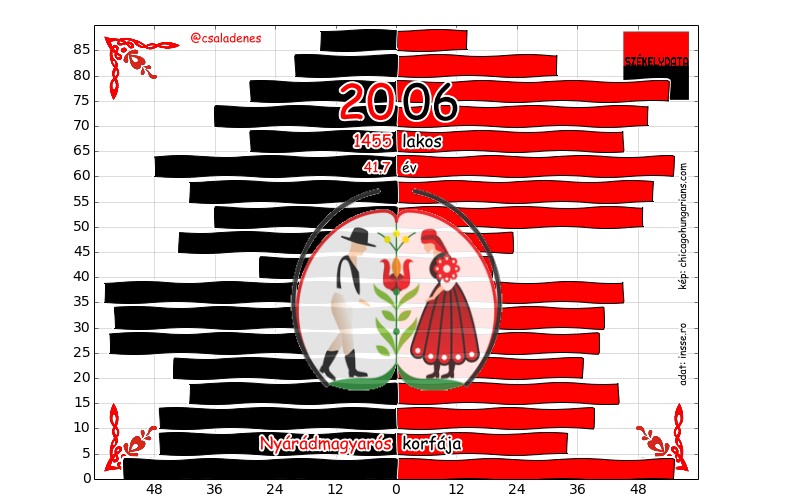 @csaladenes
SZÉKELYDATA
2006
1455 lakos
41.7 év
kép: chicagohungarians.com
adat: insse.ro
Nyárádmagyarós korfája
85
80
75
70
65
60
55
50
45
40
35
30
25
20
15
10
5
0
48 36 24 12 0 12 24 36 48